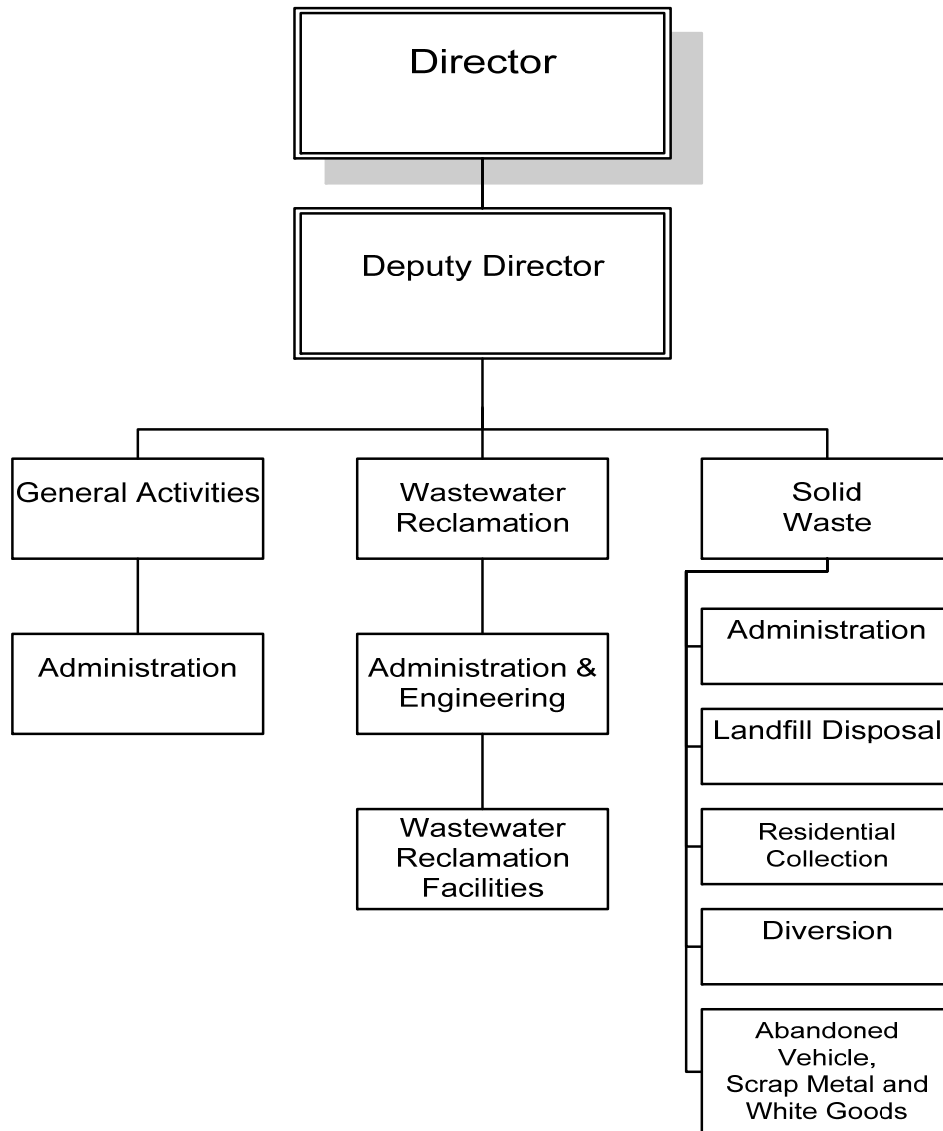 Director
Deputy Director
General Activities
Wastewater
Reclamation
Solid
Waste
Administration
Administration &
Engineering
Wastewater
Reclamation
Facilities
Administration
Landfill Disposal
Residential
Collection
Diversion
Abandoned
Vehicle,
Scrap Metal and
White Goods